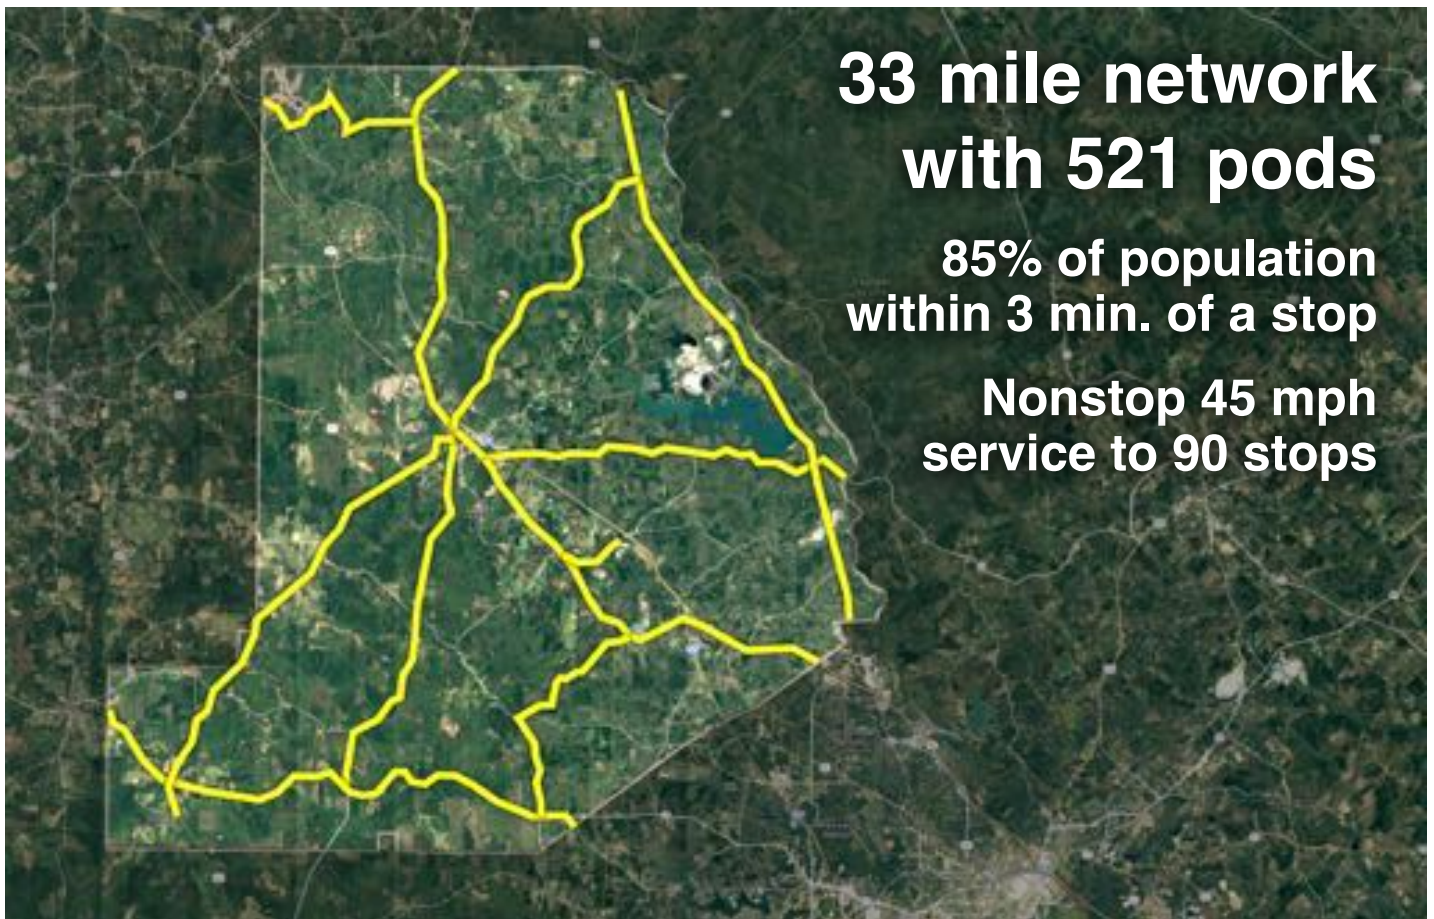 33 mile network
with 521 pods
85% of population
within 3 min. of a stop
Nonstop 45 mph
service to 90 stops